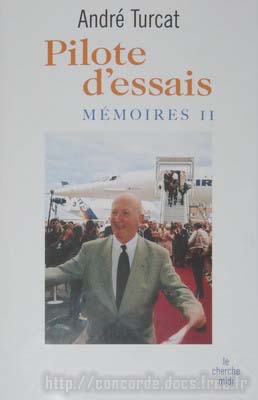 André Turcat
Pilote
d'essais
MÉMOIRES II
le
cherche
midi
http://concorde.docs.free.fr